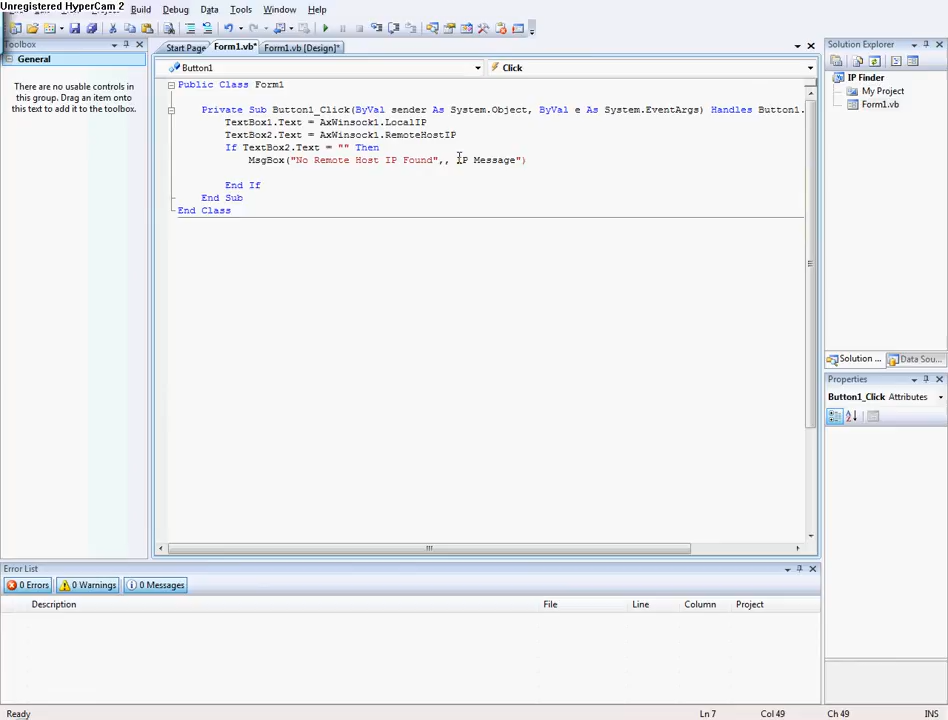 Unregistered HyperCam 2
Build Debug Data Tools Window Help
Toolbox
General
There are no usable controls in
this group. Drag an item onto
this text to add it to the toolbox.
Start Page Form1.vb* Form1.vb [Design]*
Button1 Click
Public Class Form1
Private Sub Button1_Click(ByVal sender As System.Object, ByVal e As System.EventArgs) Handles Button1.
TextBox1.Text = AxWinsock1.LocalIP
TextBox2.Text = AxWinsock1.RemoteHostIP
If TextBox2.Text = "" Then
MsgBox("No Remote Host IP Found",, IP Message")
End If
End Sub
End Class
Solution Explorer
IP Finder
My Project
Form1.vb
Solution ... Data Sou...
Properties
Button1_Click Attributes
Error List
0 Errors 0 Warnings 0 Messages
Description File Line Column Project
Ready Ln 7 Col 49 Ch 49 INS